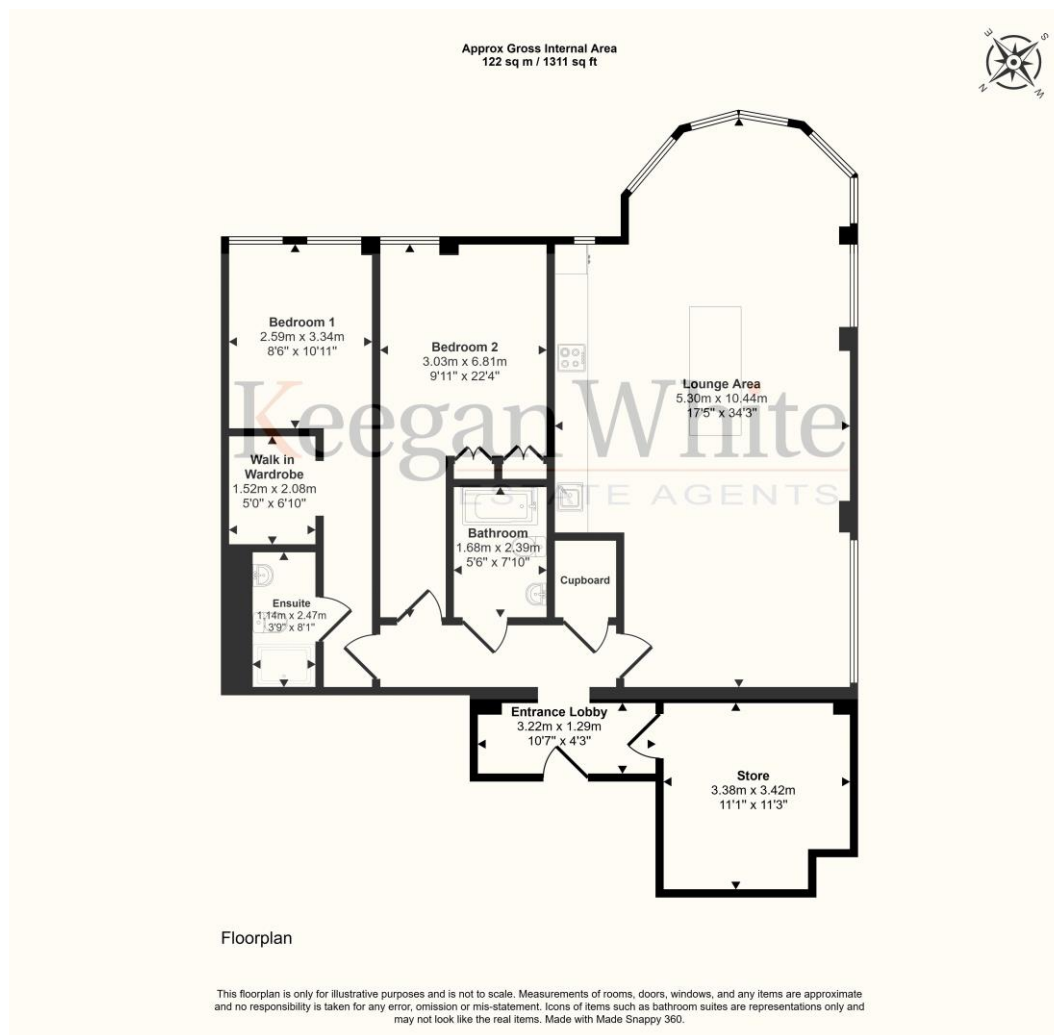 Approx Gross Internal Area
122 sq m / 1311 sq ft
E
S
N
W
Bedroom 1
2.59m x 3.34m
8'6" x 10'11"
Bedroom 2
3.03m x 6.81m
9'11" x 22'4"
Lounge Area
5.30m x 10.44m
17'5" x 34'3"
Keegan White
ESTATE AGENTS
Walk in
Wardrobe
1.52m x 2.08m
5'0" x 6'10"
Bathroom
1.68m x 2.39m
5'6" x 7'10"
Cupboard
Ensuite
1.14m x 2.47m
3'9" x 8'1"
Entrance Lobby
3.22m x 1.29m
10'7" x 4'3"
Store
3.38m x 3.42m
11'1" x 11'3"
Floorplan
This floorplan is only for illustrative purposes and is not to scale. Measurements of rooms, doors, windows, and any items are approximate
and no responsibility is taken for any error, omission or mis-statement. Icons of items such as bathroom suites are representations only and
may not look like the real items. Made with Made Snappy 360.